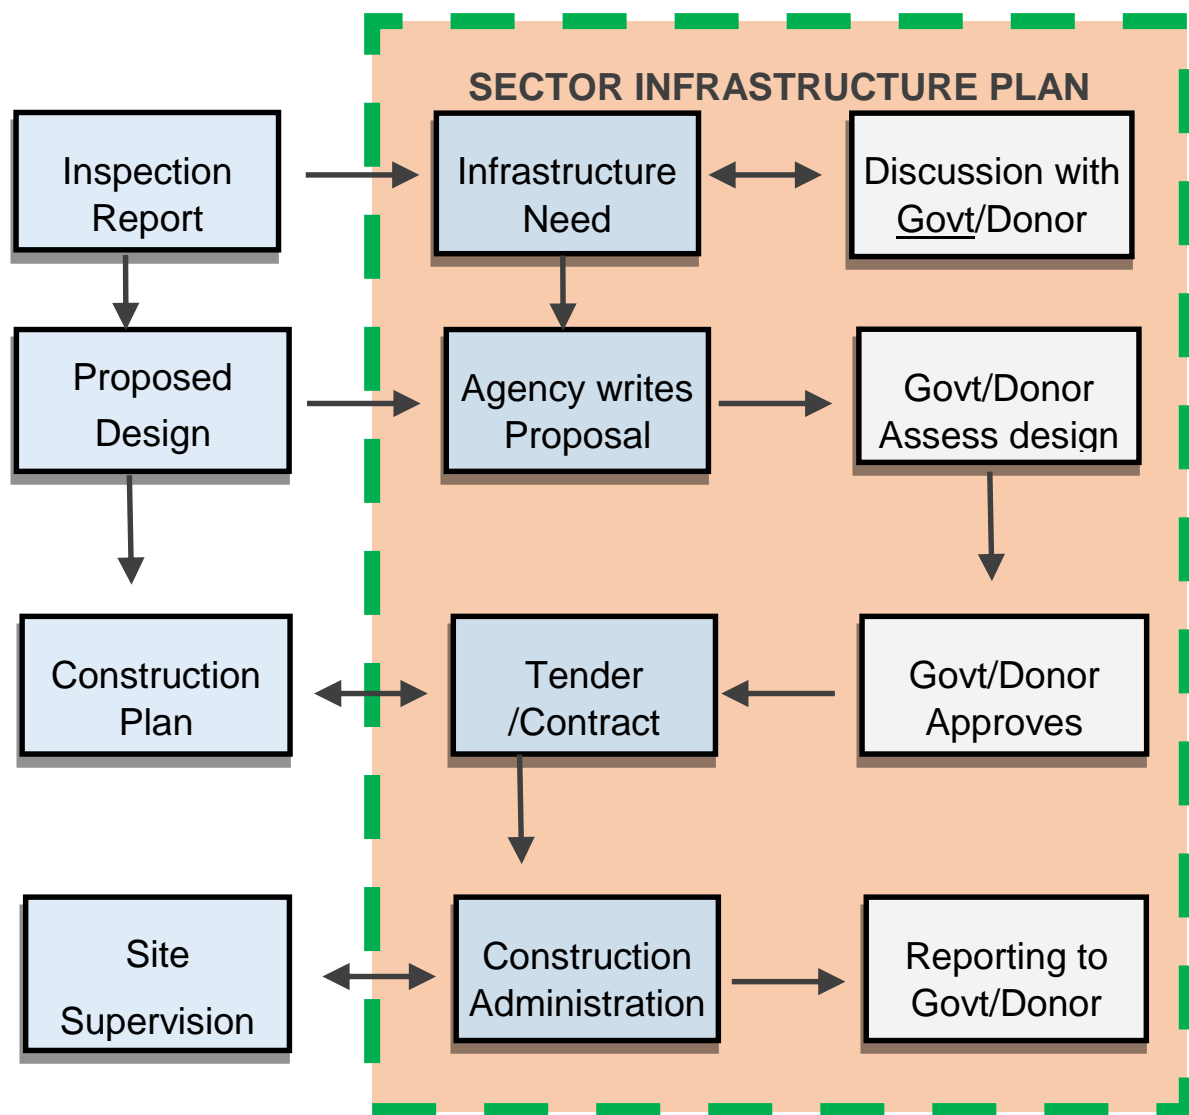 SECTOR INFRASTRUCTURE PLAN
Inspection
Report
Infrastructure
Need
Discussion with
Govt/Donor
Proposed
Design
Agency writes
Proposal
Govt/Donor
Assess design
Construction
Plan
Tender
/Contract
Govt/Donor
Approves
Site
Supervision
Construction
Administration
Reporting to
Govt/Donor